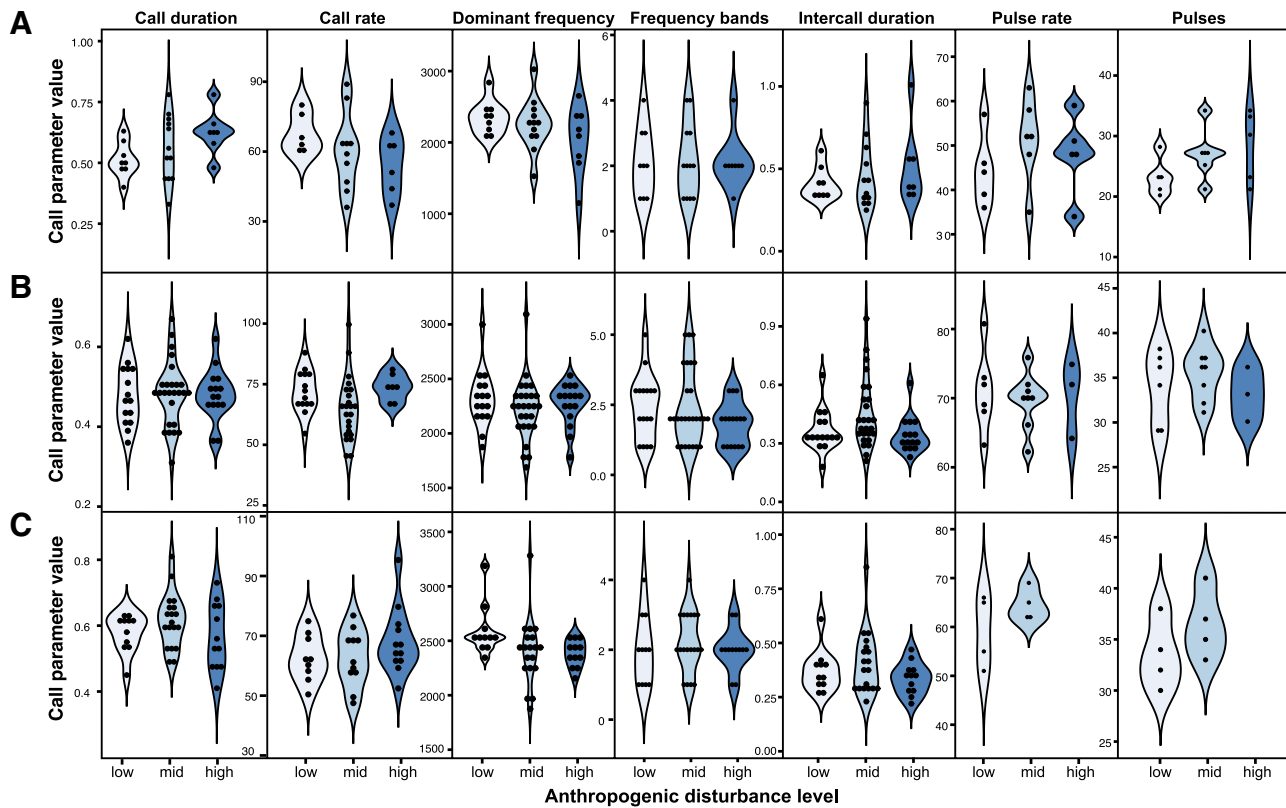 A Call duration Call rate Dominant frequency Frequency bands Intercall duration Pulse rate Pulses
Call parameter value
1.00 0.75 0.50 0.25
90 60 30
3000 2000 1000
6 4 2 0
1.0 0.5 0.0
70 60 50 40 30
40 30 20 10
B
Call parameter value
0.6 0.4 0.2
100 75 50 25
3000 2500 2000 1500
5.0 2.5 0.0
0.9 0.6 0.3 0.0
80 70 60
45 40 35 30 25
C
Call parameter value
0.8 0.6 0.4
110 90 70 50 30
3500 3000 2500 2000 1500
4 2 0
1.00 0.75 0.50 0.25 0.00
80 70 60 50 40
45 40 35 30 25
low mid high low mid high low mid high low mid high low mid high low mid high low mid high
Anthropogenic disturbance level